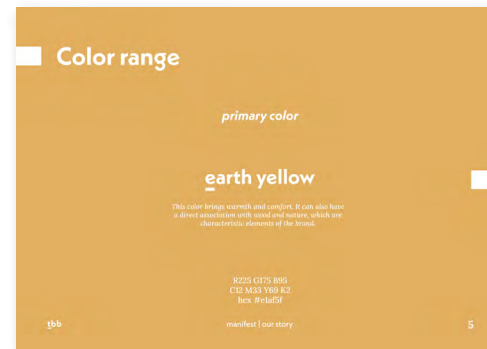 Color range
primary color
earth yellow
This color brings warmth and comfort. It can also have
a direct association with wood and nature, which are
characteristic elements of the brand.
R225 G175 B95
C12 M33 Y69 K2
hex #e1af5f
tbb
manifest | our story
5